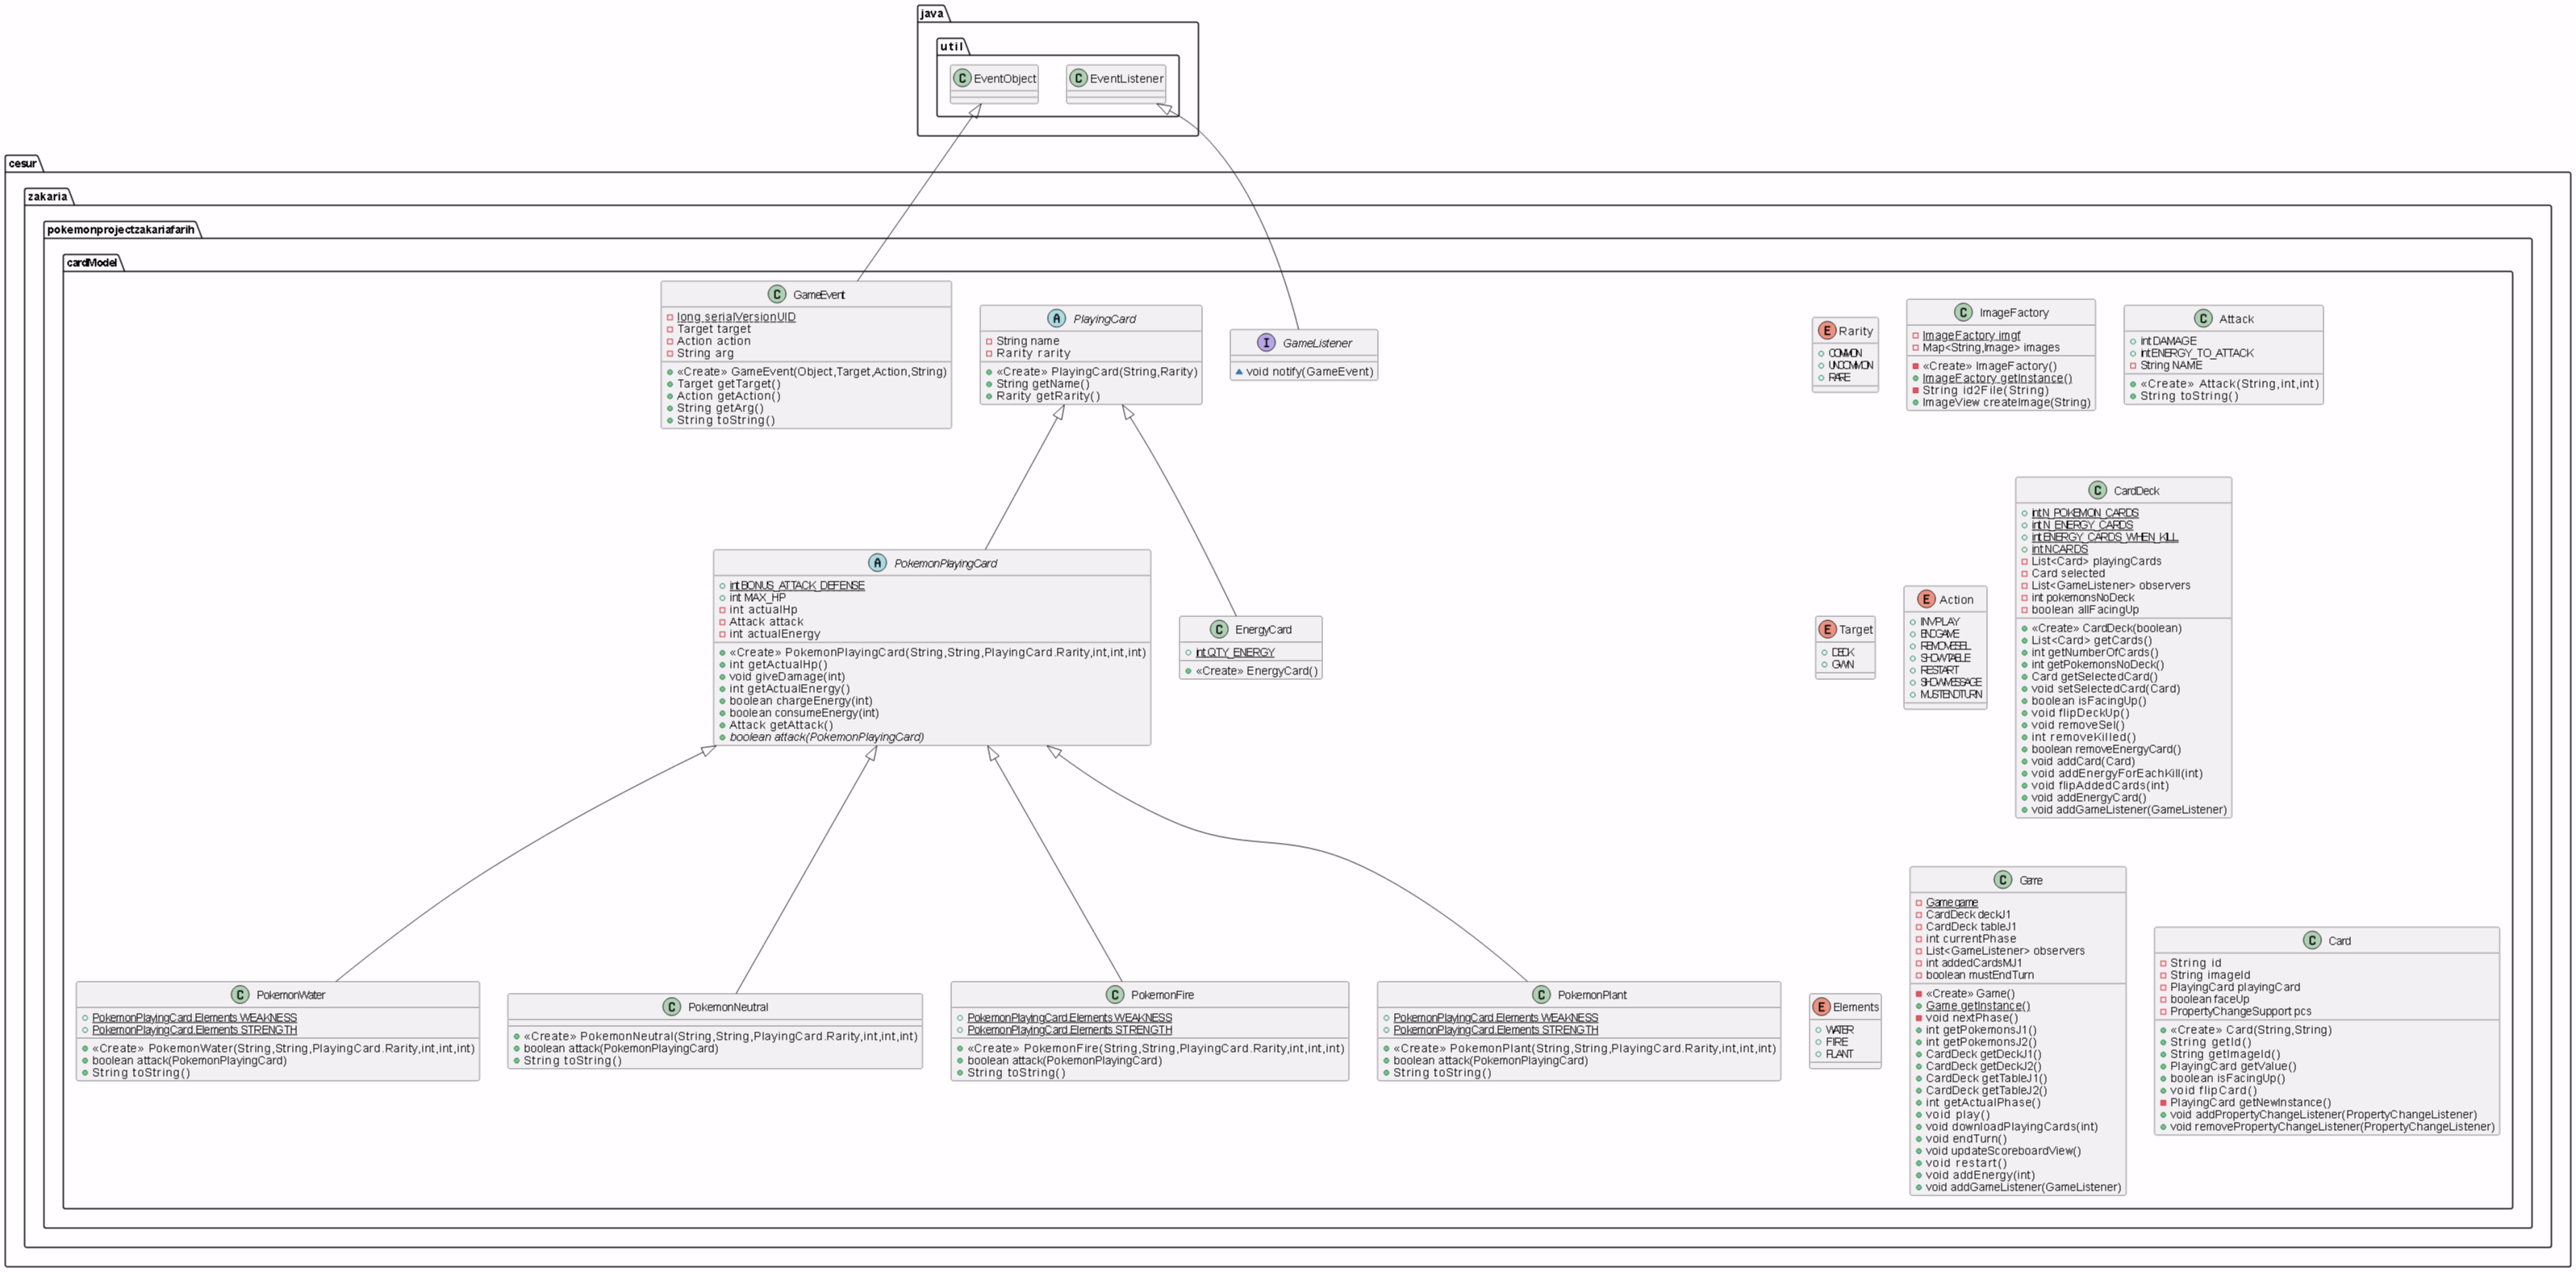 java
util
C EventObject
C EventListener
cesur
zakaria
pokemonprojectzakariafarih
cardModel
C GameEvent
long serialVersionUID
Target target
Action action
String arg
«Create» GameEvent(Object,Target,Action,String)
Target getTarget()
Action getAction()
String getArg()
String toString()
A PlayingCard
String name
Rarity rarity
«Create» PlayingCard(String,Rarity)
String getName()
Rarity getRarity()
I GameListener
void notify(GameEvent)
E Rarity
COMMON
UNCOMMON
RARE
C ImageFactory
ImageFactory imgf
Map<String,Image> images
«Create» ImageFactory()
ImageFactory getInstance()
String id2File(String)
ImageView createImage(String)
C Attack
int DAMAGE
int ENERGY_TO_ATTACK
String NAME
«Create» Attack(String,int,int)
String toString()
A PokemonPlayingCard
int BONUS_ATTACK_DEFENSE
int MAX_HP
int actualHp
Attack attack
int actualEnergy
«Create» PokemonPlayingCard(String,String,PlayingCard.Rarity,int,int,int)
int getActualHp()
void giveDamage(int)
int getActualEnergy()
boolean chargeEnergy(int)
boolean consumeEnergy(int)
Attack getAttack()
boolean attack(PokemonPlayingCard)
C EnergyCard
int QTY_ENERGY
«Create» EnergyCard()
E Target
DECK
GWIN
E Action
INVPLAY
ENDGAME
REMOVESEL
SHOWTABLE
RESTART
SHOWMESSAGE
MUSTENDTURN
C CardDeck
int N_POKEMON_CARDS
int N_ENERGY_CARDS
int ENERGY_CARDS_WHEN_KILL
int NCARDS
List<Card> playingCards
Card selected
List<GameListener> observers
int pokemonsNoDeck
boolean allFacingUp
«Create» CardDeck(boolean)
List<Card> getCards()
int getNumberOfCards()
int getPokemonsNoDeck()
Card getSelectedCard()
void setSelectedCard(Card)
boolean isFacingUp()
void flipDeckUp()
void removeSel()
int removeKilled()
boolean removeEnergyCard()
void addCard(Card)
void addEnergyForEachKill(int)
void flipAddedCards(int)
void addEnergyCard()
void addGameListener(GameListener)
C PokemonWater
PokemonPlayingCard.Elements WEAKNESS
PokemonPlayingCard.Elements STRENGTH
«Create» PokemonWater(String,String,PlayingCard.Rarity,int,int,int)
boolean attack(PokemonPlayingCard)
String toString()
C PokemonNeutral
«Create» PokemonNeutral(String,String,PlayingCard.Rarity,int,int,int)
boolean attack(PokemonPlayingCard)
String toString()
C PokemonFire
PokemonPlayingCard.Elements WEAKNESS
PokemonPlayingCard.Elements STRENGTH
«Create» PokemonFire(String,String,PlayingCard.Rarity,int,int,int)
boolean attack(PokemonPlayingCard)
String toString()
C PokemonPlant
PokemonPlayingCard.Elements WEAKNESS
PokemonPlayingCard.Elements STRENGTH
«Create» PokemonPlant(String,String,PlayingCard.Rarity,int,int,int)
boolean attack(PokemonPlayingCard)
String toString()
E Elements
WATER
FIRE
PLANT
C Game
Game game
CardDeck deckJ1
CardDeck tableJ1
int currentPhase
List<GameListener> observers
int addedCardsMJ1
boolean mustEndTurn
«Create» Game()
Game getInstance()
void nextPhase()
int getPokemonsJ1()
int getPokemonsJ2()
CardDeck getDeckJ1()
CardDeck getDeckJ2()
CardDeck getTableJ1()
CardDeck getTableJ2()
int getActualPhase()
void play()
void downloadPlayingCards(int)
void endTurn()
void updateScoreboardView()
void restart()
void addEnergy(int)
void addGameListener(GameListener)
C Card
String id
String imageId
PlayingCard playingCard
boolean faceUp
PropertyChangeSupport pcs
«Create» Card(String,String)
String getId()
String getImageId()
PlayingCard getValue()
boolean isFacingUp()
void flipCard()
PlayingCard getNewInstance()
void addPropertyChangeListener(PropertyChangeListener)
void removePropertyChangeListener(PropertyChangeListener)